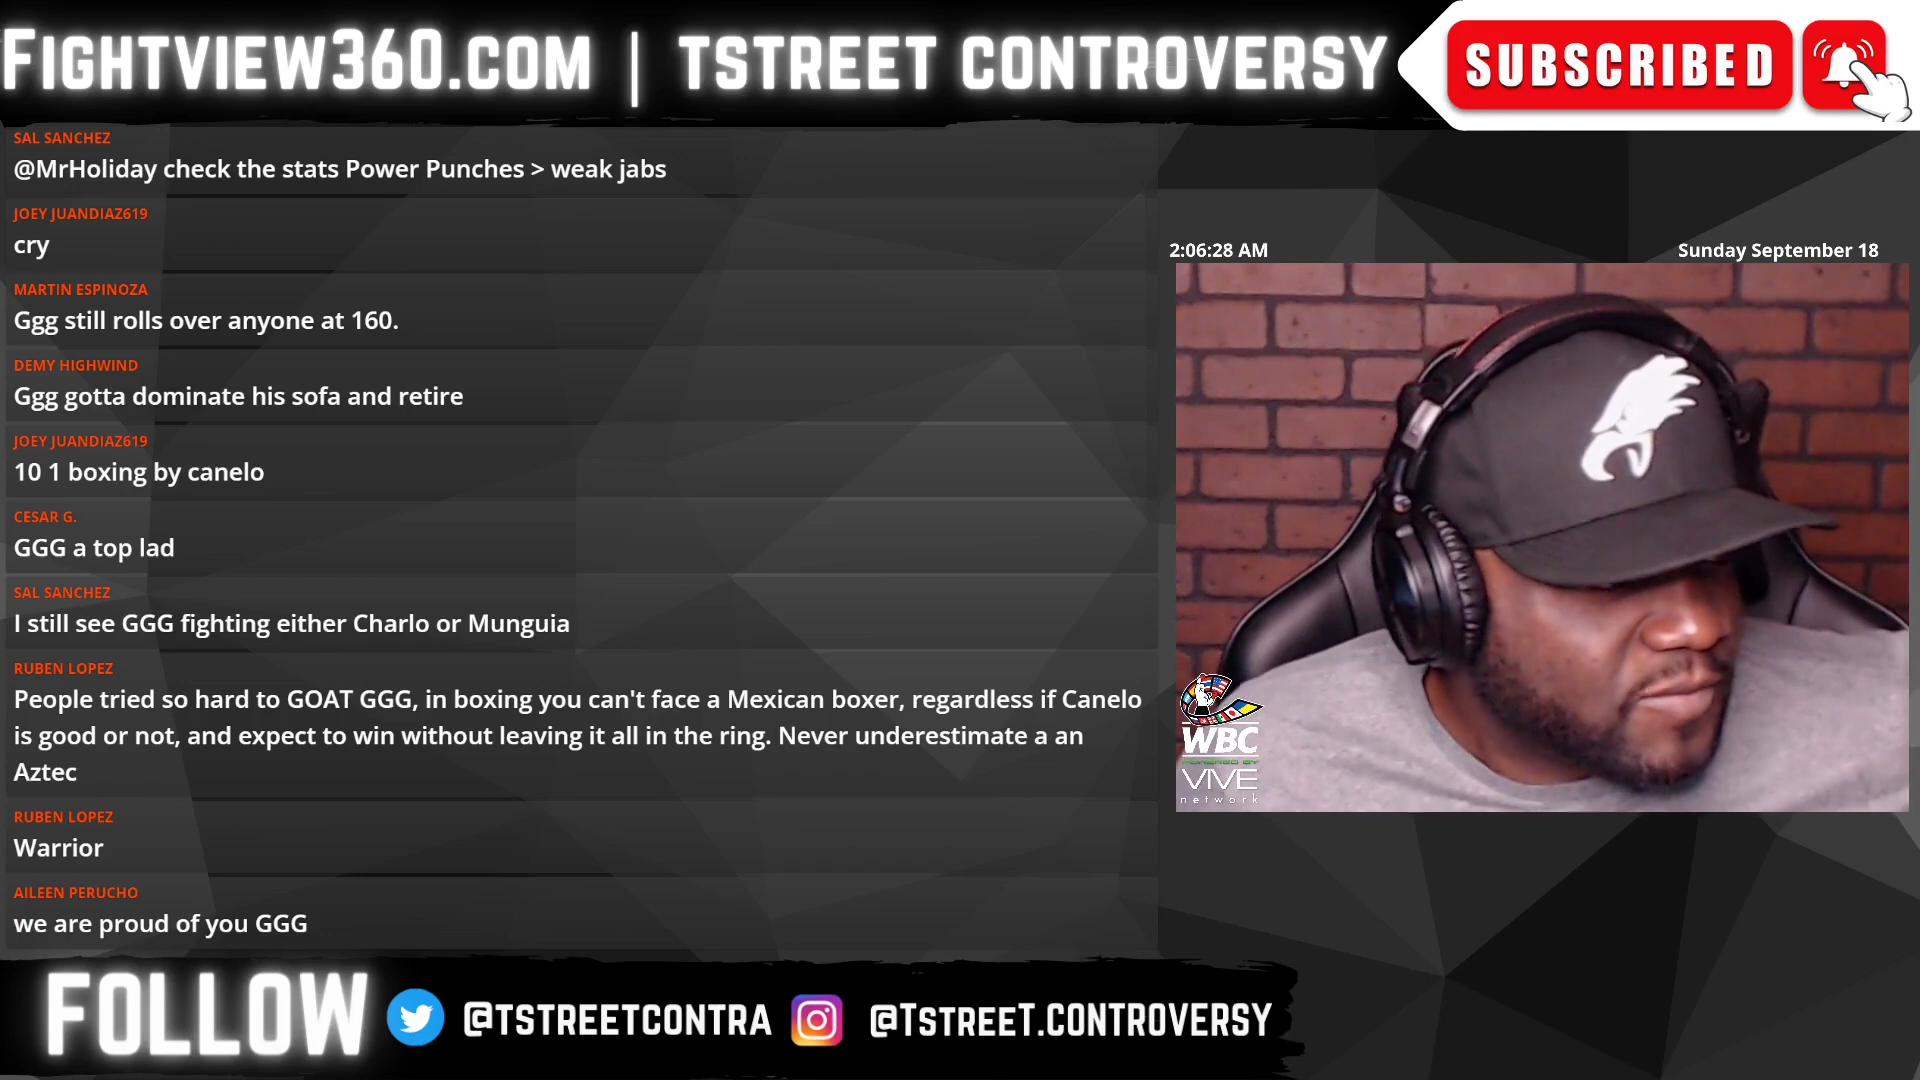 FIGHTVIEW360.COM | TSTREET CONTROVERSY
SUBSCRIBED
SAL SANCHEZ
@MrHoliday check the stats Power Punches > weak jabs
JOEY JUANDIAZ619
cry
MARTIN ESPINOZA
Ggg still rolls over anyone at 160.
DEMY HIGHWIND
Ggg gotta dominate his sofa and retire
JOEY JUANDIAZ619
10 1 boxing by canelo
CESAR G.
GGG a top lad
SAL SANCHEZ
I still see GGG fighting either Charlo or Munguia
RUBEN LOPEZ
People tried so hard to GOAT GGG, in boxing you can't face a Mexican boxer, regardless if Canelo
is good or not, and expect to win without leaving it all in the ring. Never underestimate a an
Aztec
RUBEN LOPEZ
Warrior
AILEEN PERUCHO
we are proud of you GGG
2:06:28 AM
Sunday September 18
WBC
POWERED BY
VIVE
network
FOLLOW
@TSTREETCONTRA
@TSTREET.CONTROVERSY